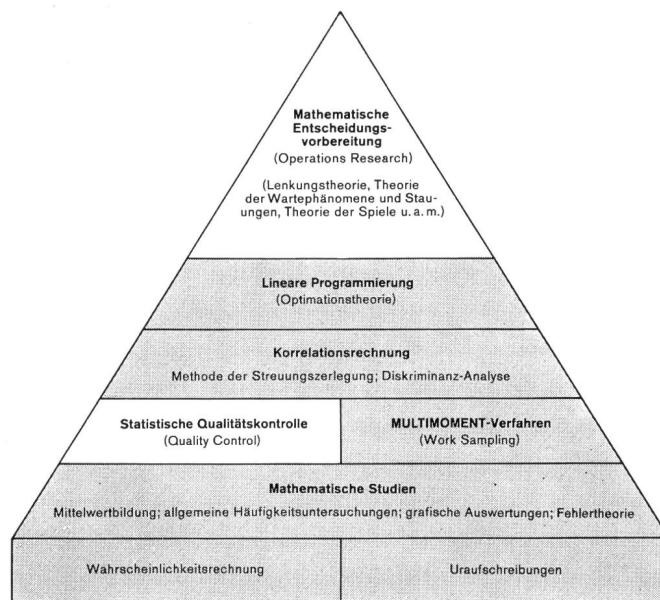 Mathematische
Entscheidungs-
vorbereitung
(Operations Research)
(Lenkungstheorie, Theorie
der Wartephänomene und Stau-
ungen, Theorie der Spiele u. a. m.)
Lineare Programmierung
(Optimationstheorie)
Korrelationsrechnung
Methode der Streuungszerlegung; Diskriminanz-Analyse
Statistische Qualitätskontrolle
(Quality Control)
MULTIMOMENT-Verfahren
(Work Sampling)
Mathematische Studien
Mittelwertbildung; allgemeine Häufigkeitsuntersuchungen; grafische Auswertungen; Fehlertheorie
Wahrscheinlichkeitsrechnung
Uraufschreibungen